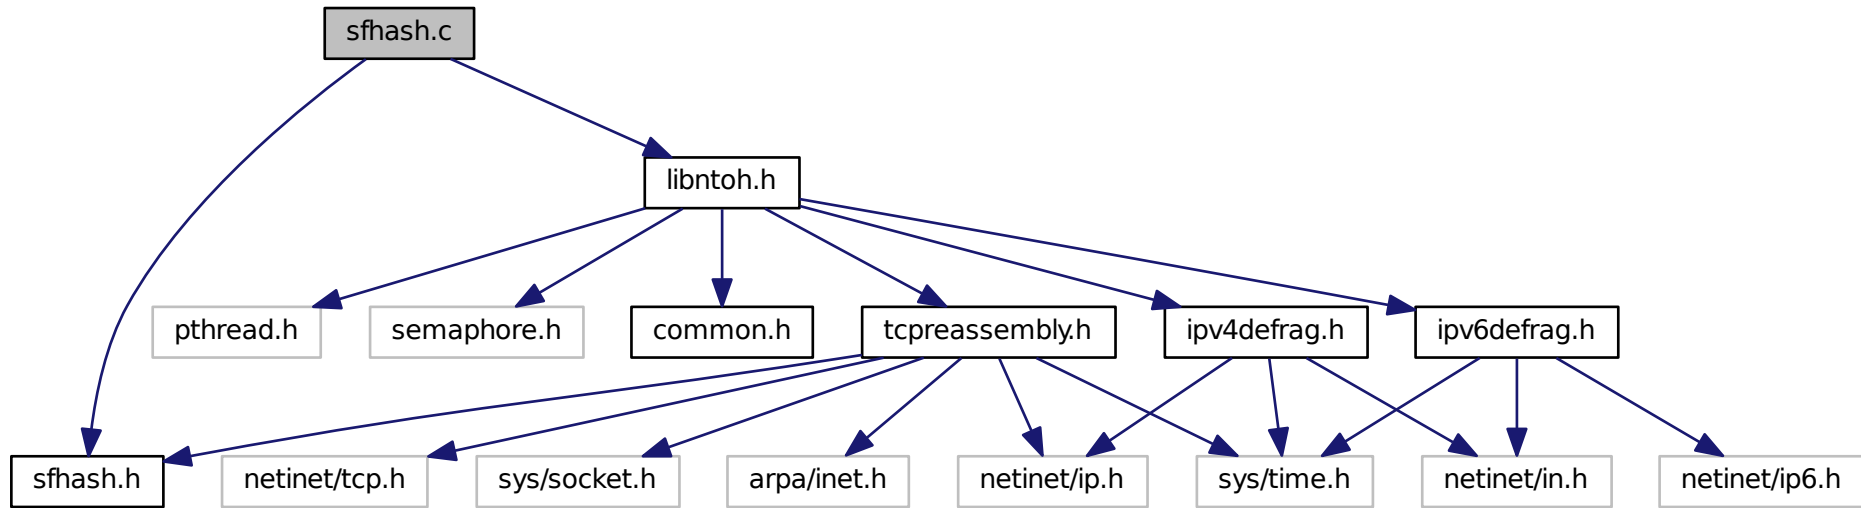 sfhash.c
libntoh.h
pthread.h
semaphore.h
common.h
tcpreassembly.h
ipv4defrag.h
ipv6defrag.h
sfhash.h
netinet/tcp.h
sys/socket.h
arpa/inet.h
netinet/ip.h
sys/time.h
netinet/in.h
netinet/ip6.h